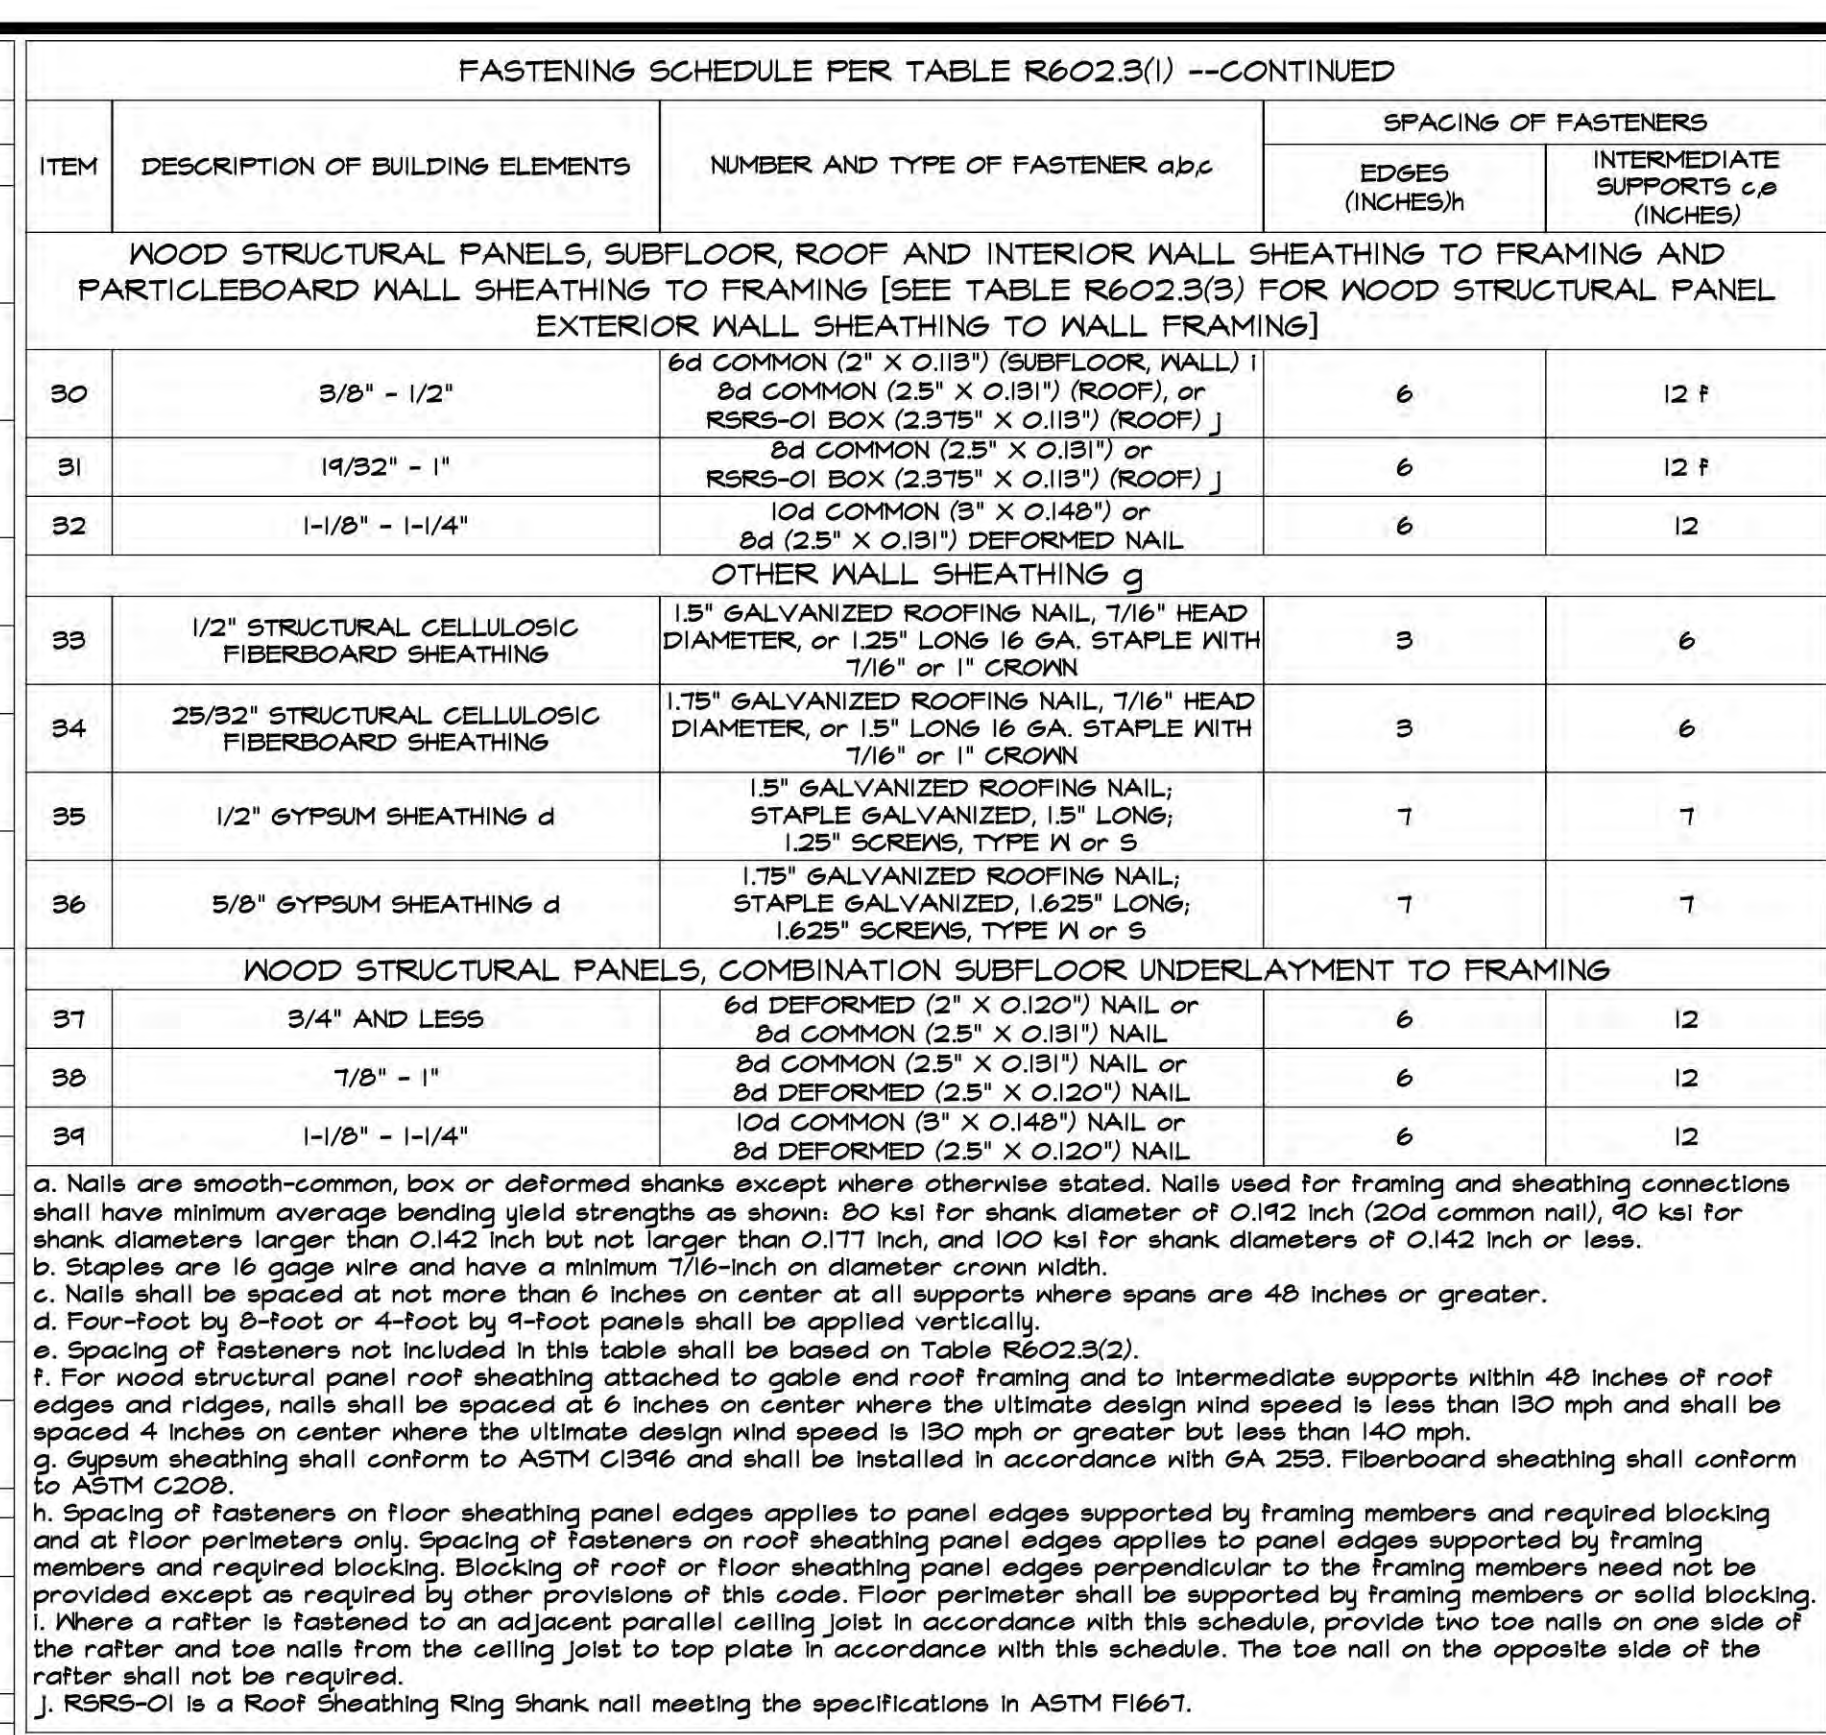 FASTENING SCHEDULE PER TABLE R602.3(1) --CONTINUED
ITEM
DESCRIPTION OF BUILDING ELEMENTS
NUMBER AND TYPE OF FASTENER a,b,c
SPACING OF FASTENERS
EDGES
(INCHES)h
INTERMEDIATE
SUPPORTS c,e
(INCHES)
WOOD STRUCTURAL PANELS, SUBFLOOR, ROOF AND INTERIOR WALL SHEATHING TO FRAMING AND
PARTICLEBOARD WALL SHEATHING TO FRAMING [SEE TABLE R602.3(3) FOR WOOD STRUCTURAL PANEL
EXTERIOR WALL SHEATHING TO WALL FRAMING]
30
3/8" - 1/2"
6d COMMON (2" X 0.113") (SUBFLOOR, WALL) i
8d COMMON (2.5" X 0.131") (ROOF), or
RSRS-01 BOX (2.375" X 0.113") (ROOF) j
6
12 f
31
19/32" - 1"
8d COMMON (2.5" X 0.131") or
RSRS-01 BOX (2.375" X 0.113") (ROOF) j
6
12 f
32
1-1/8" - 1-1/4"
10d COMMON (3" X 0.148") or
8d (2.5" X 0.131") DEFORMED NAIL
6
12
OTHER WALL SHEATHING g
33
1/2" STRUCTURAL CELLULOSIC
FIBERBOARD SHEATHING
1.5" GALVANIZED ROOFING NAIL, 7/16" HEAD
DIAMETER, or 1.25" LONG 16 GA. STAPLE WITH
7/16" or 1" CROWN
3
6
34
25/32" STRUCTURAL CELLULOSIC
FIBERBOARD SHEATHING
1.75" GALVANIZED ROOFING NAIL, 7/16" HEAD
DIAMETER, or 1.5" LONG 16 GA. STAPLE WITH
7/16" or 1" CROWN
3
6
35
1/2" GYPSUM SHEATHING d
1.5" GALVANIZED ROOFING NAIL;
STAPLE GALVANIZED, 1.5" LONG;
1.25" SCREWS, TYPE W or S
7
7
36
5/8" GYPSUM SHEATHING d
1.75" GALVANIZED ROOFING NAIL;
STAPLE GALVANIZED, 1.625" LONG;
1.625" SCREWS, TYPE W or S
7
7
WOOD STRUCTURAL PANELS, COMBINATION SUBFLOOR UNDERLAYMENT TO FRAMING
37
3/4" AND LESS
6d DEFORMED (2" X 0.120") NAIL or
8d COMMON (2.5" X 0.131") NAIL
6
12
38
7/8" - 1"
8d COMMON (2.5" X 0.131") NAIL or
8d DEFORMED (2.5" X 0.120") NAIL
6
12
39
1-1/8" - 1-1/4"
10d COMMON (3" X 0.148") NAIL or
8d DEFORMED (2.5" X 0.120") NAIL
6
12
a. Nails are smooth-common, box or deformed shanks except where otherwise stated. Nails used for framing and sheathing connections
shall have minimum average bending yield strengths as shown: 80 ksi for shank diameter of 0.192 inch (20d common nail), 90 ksi for
shank diameters larger than 0.142 inch but not larger than 0.177 inch, and 100 ksi for shank diameters of 0.142 inch or less.
b. Staples are 16 gage wire and have a minimum 7/16-inch on diameter crown width.
c. Nails shall be spaced at not more than 6 inches on center at all supports where spans are 48 inches or greater.
d. Four-foot by 8-foot or 4-foot by 9-foot panels shall be applied vertically.
e. Spacing of fasteners not included in this table shall be based on Table R602.3(2).
f. For wood structural panel roof sheathing attached to gable end roof framing and to intermediate supports within 48 inches of roof
edges and ridges, nails shall be spaced at 6 inches on center where the ultimate design wind speed is less than 130 mph and shall be
spaced 4 inches on center where the ultimate design wind speed is 130 mph or greater but less than 140 mph.
g. Gypsum sheathing shall conform to ASTM C1396 and shall be installed in accordance with GA 253. Fiberboard sheathing shall conform
to ASTM C208.
h. Spacing of fasteners on floor sheathing panel edges applies to panel edges supported by framing members and required blocking
and at floor perimeters only. Spacing of fasteners on roof sheathing panel edges applies to panel edges supported by framing
members and required blocking. Blocking of roof or floor sheathing panel edges perpendicular to the framing members need not be
provided except as required by other provisions of this code. Floor perimeter shall be supported by framing members or solid blocking.
i. Where a rafter is fastened to an adjacent parallel ceiling joist in accordance with this schedule, provide two toe nails on one side of
the rafter and toe nails from the ceiling joist to top plate in accordance with this schedule. The toe nail on the opposite side of the
rafter shall not be required.
j. RSRS-01 is a Roof Sheathing Ring Shank nail meeting the specifications in ASTM F1667.